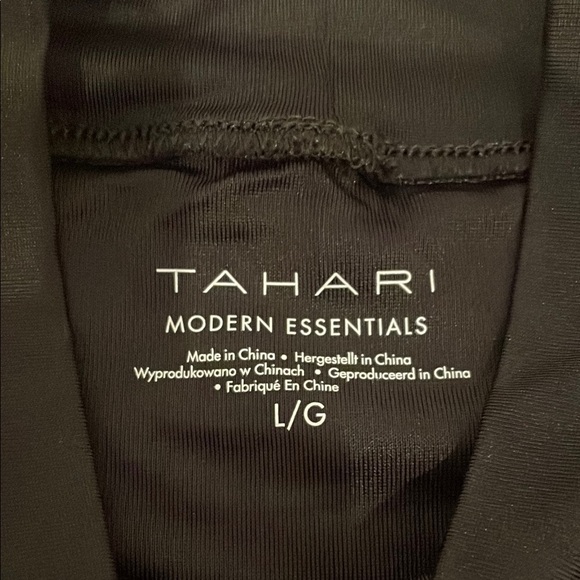 TAHARI
MODERN ESSENTIALS
Made in China • Hergestellt in China
Wyprodukowano w Chinach • Geproduceerd in China
• Fabriqué En Chine
L/G